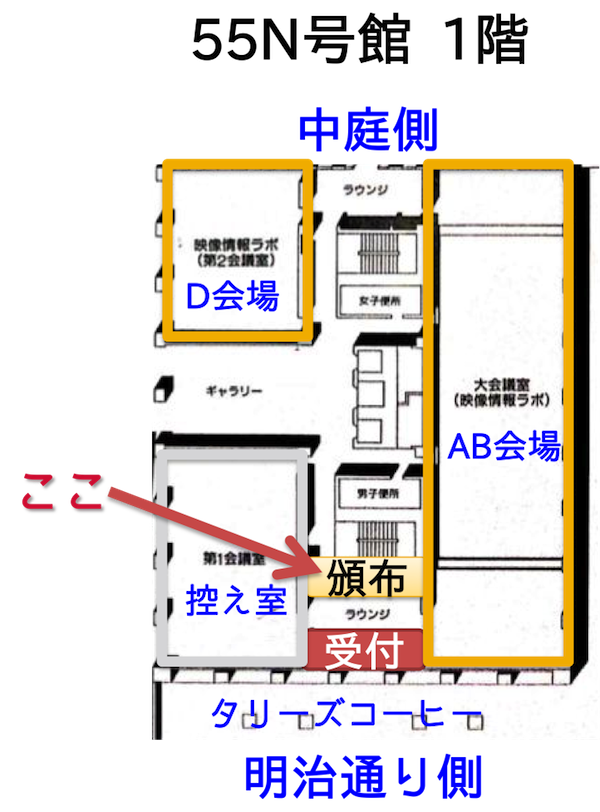 55N号館 1階
中庭側
ラウンジ
映像情報ラボ
(第2会議室)
D会場
女子便所
ギャラリー
大会議室
(映像情報ラボ)
AB会場
ここ
男子便所
第1会議室
頒布
控え室
ラウンジ
受付
タリーズコーヒー
明治通り側